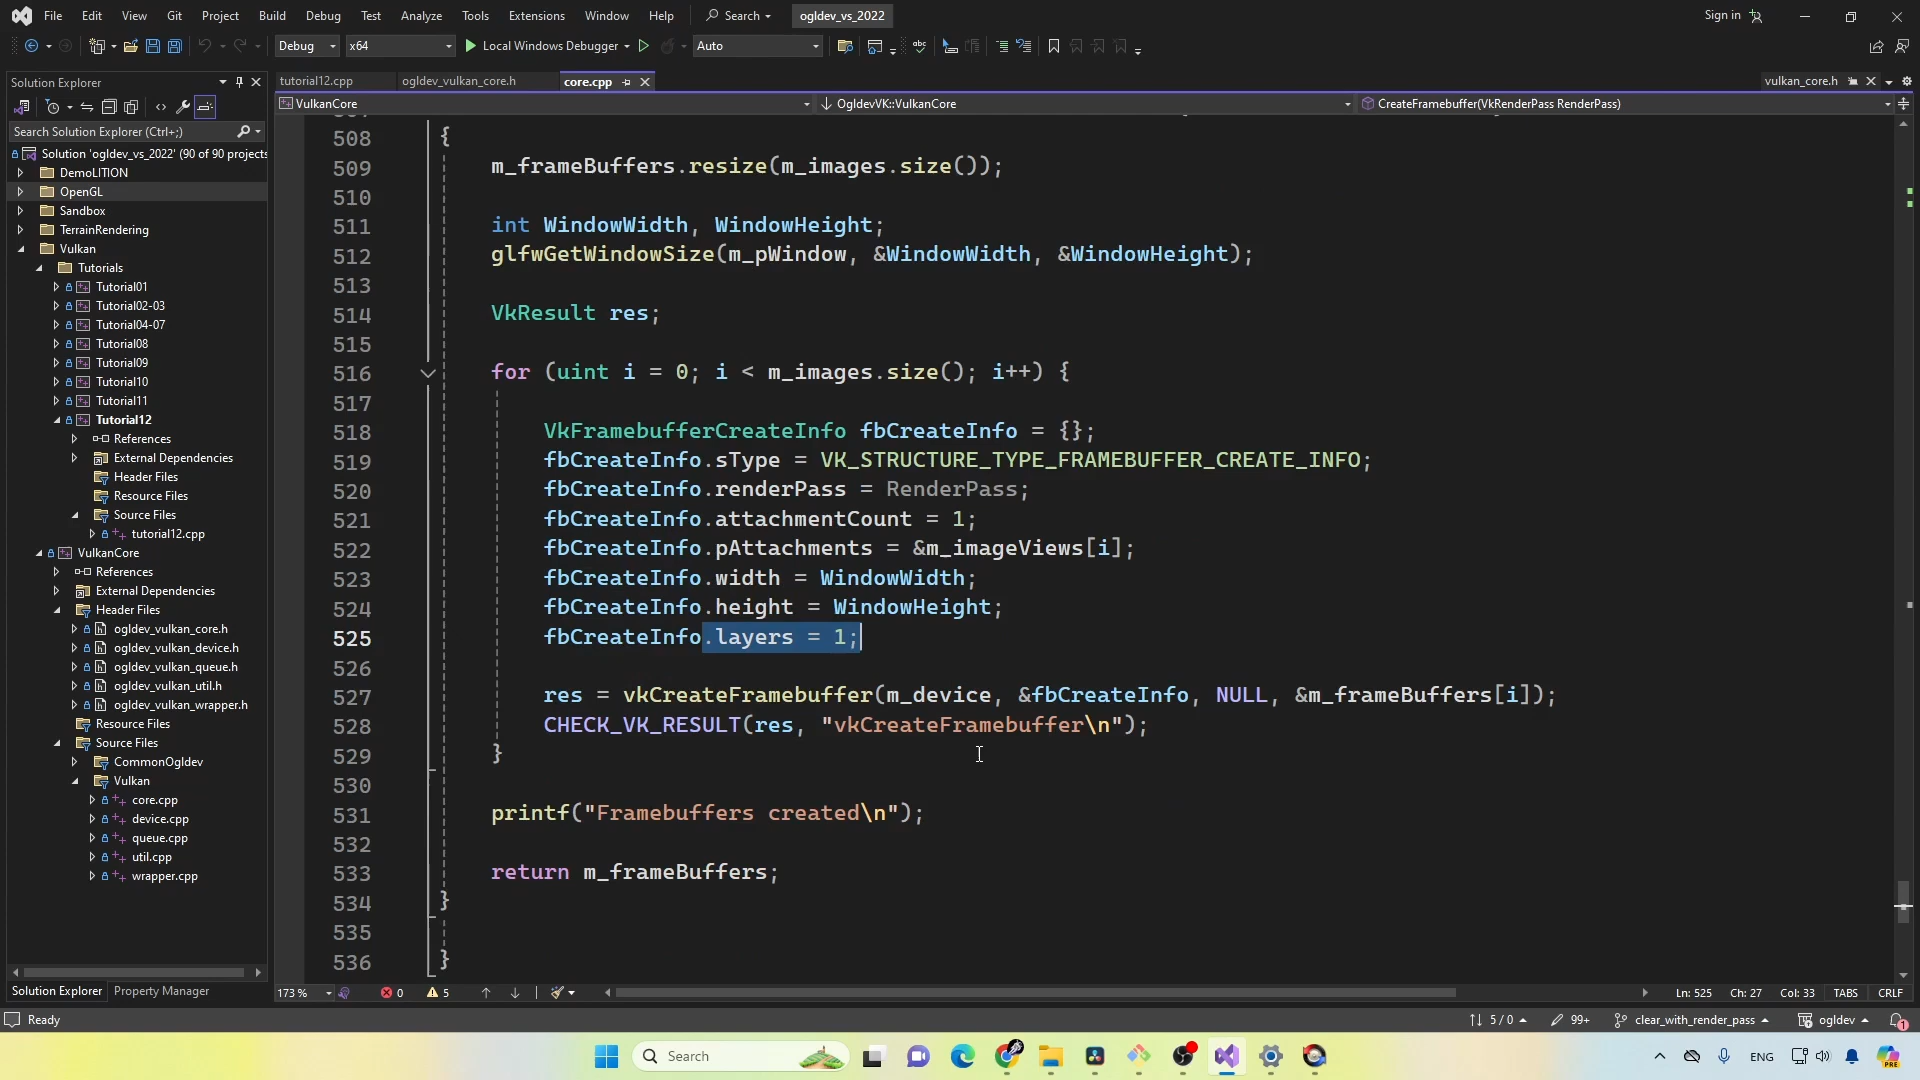 File Edit View Git Project Build Debug Test Analyze Tools Extensions Window Help Search ogldev_vs_2022 Sign in
Debug x64 Local Windows Debugger Auto
Solution Explorer
Search Solution Explorer (Ctrl+;)
Solution 'ogldev_vs_2022' (90 of 90 projects
DemoLITION
OpenGL
Sandbox
TerrainRendering
Vulkan
Tutorials
Tutorial01
Tutorial02-03
Tutorial04-07
Tutorial08
Tutorial09
Tutorial10
Tutorial11
Tutorial12
References
External Dependencies
Header Files
Resource Files
Source Files
tutorial12.cpp
VulkanCore
References
External Dependencies
Header Files
ogldev_vulkan_core.h
ogldev_vulkan_device.h
ogldev_vulkan_queue.h
ogldev_vulkan_util.h
ogldev_vulkan_wrapper.h
Resource Files
Source Files
CommonOgldev
Vulkan
core.cpp
device.cpp
queue.cpp
util.cpp
wrapper.cpp
Solution Explorer Property Manager
tutorial12.cpp ogldev_vulkan_core.h core.cpp vulkan_core.h
VulkanCore OgldevVK::VulkanCore CreateFramebuffer(VkRenderPass RenderPass)
508 {
509 m_frameBuffers.resize(m_images.size());
510
511 int WindowWidth, WindowHeight;
512 glfwGetWindowSize(m_pWindow, &WindowWidth, &WindowHeight);
513
514 VkResult res;
515
516 for (uint i = 0; i < m_images.size(); i++) {
517
518 VkFramebufferCreateInfo fbCreateInfo = {};
519 fbCreateInfo.sType = VK_STRUCTURE_TYPE_FRAMEBUFFER_CREATE_INFO;
520 fbCreateInfo.renderPass = RenderPass;
521 fbCreateInfo.attachmentCount = 1;
522 fbCreateInfo.pAttachments = &m_imageViews[i];
523 fbCreateInfo.width = WindowWidth;
524 fbCreateInfo.height = WindowHeight;
525 fbCreateInfo.layers = 1;
526
527 res = vkCreateFramebuffer(m_device, &fbCreateInfo, NULL, &m_frameBuffers[i]);
528 CHECK_VK_RESULT(res, "vkCreateFramebuffer\n");
529 }
530
531 printf("Framebuffers created\n");
532
533 return m_frameBuffers;
534 }
535
536 }
173 % 0 5 Ln: 525 Ch: 27 Col: 33 TABS CRLF
Ready 5 / 0 99+ clear_with_render_pass ogldev 1
Search ENG PRE